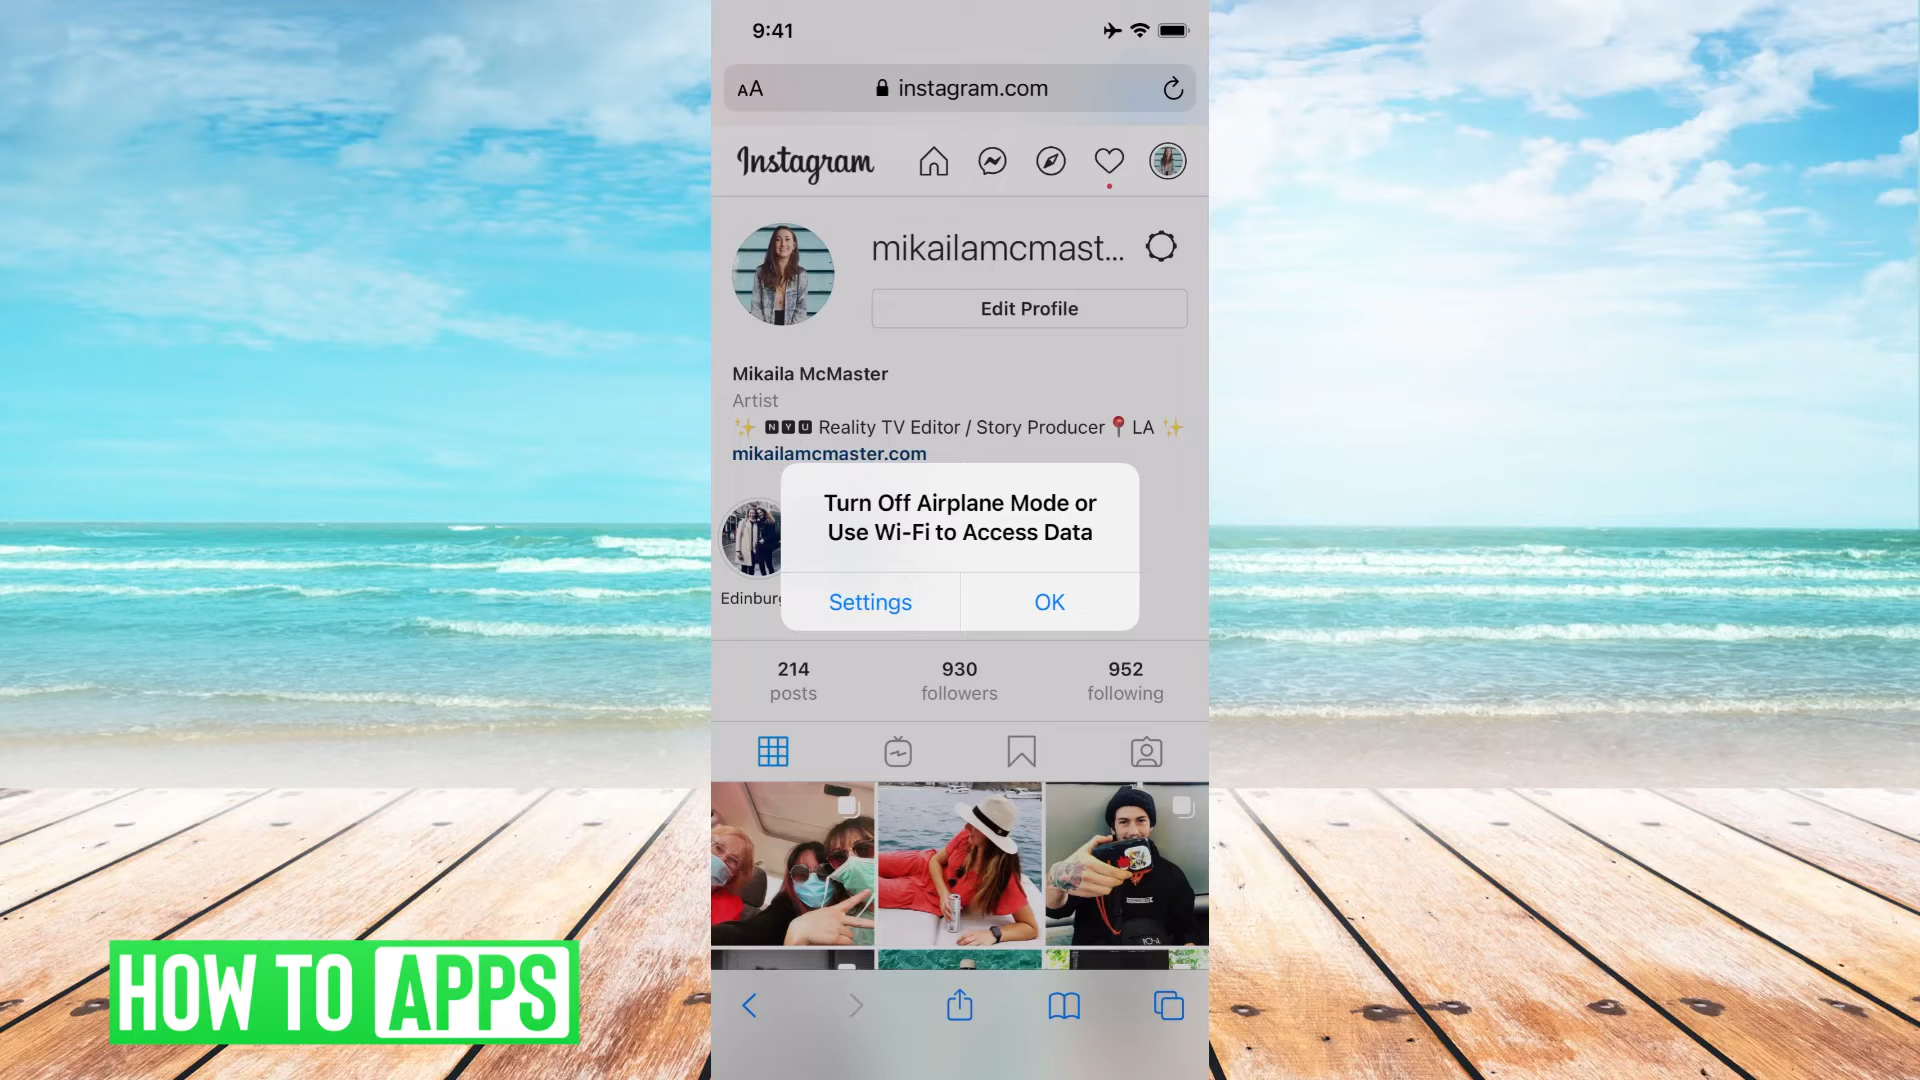 9:41
AA instagram.com
Instagram
mikailamcmast...
Edit Profile
Mikaila McMaster
Artist
✨ 🅽🆈🆄 Reality TV Editor / Story Producer📍LA ✨
mikailamcmaster.com
Turn Off Airplane Mode or
Use Wi-Fi to Access Data
Edinburg
Settings OK
214 930 952
posts followers following
HOW TO APPS